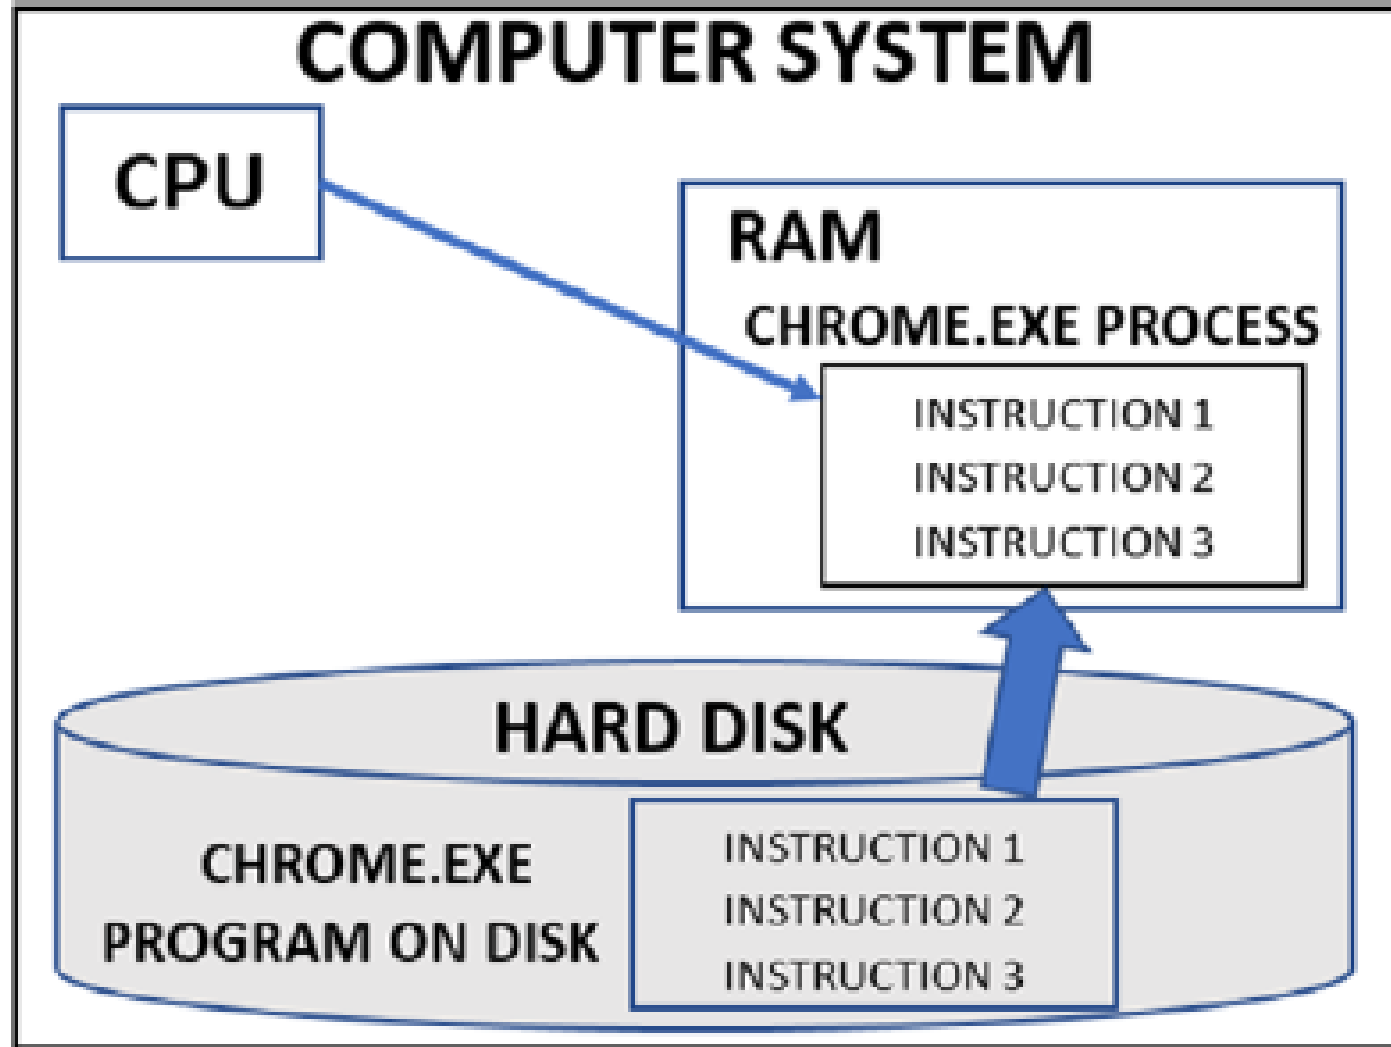 COMPUTER SYSTEM
CPU
RAM
CHROME.EXE PROCESS
INSTRUCTION 1
INSTRUCTION 2
INSTRUCTION 3
HARD DISK
CHROME.EXE
PROGRAM ON DISK
INSTRUCTION 1
INSTRUCTION 2
INSTRUCTION 3